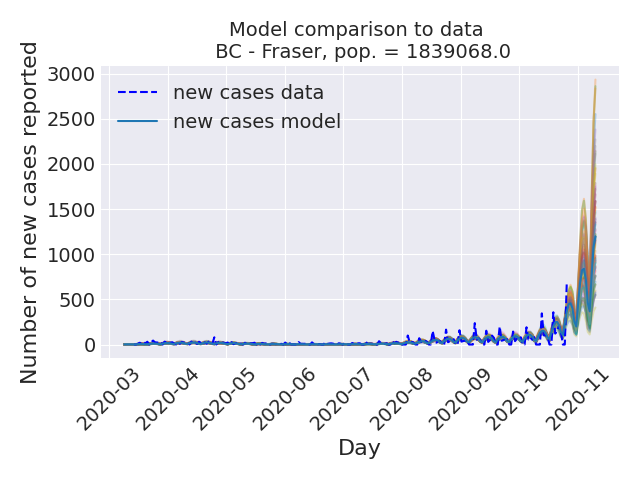 Model comparison to data
BC - Fraser, pop. = 1839068.0
Number of new cases reported
3000
2500
2000
1500
1000
500
0
new cases data
new cases model
2020-03
2020-04
2020-05
2020-06
2020-07
2020-08
2020-09
2020-10
2020-11
Day